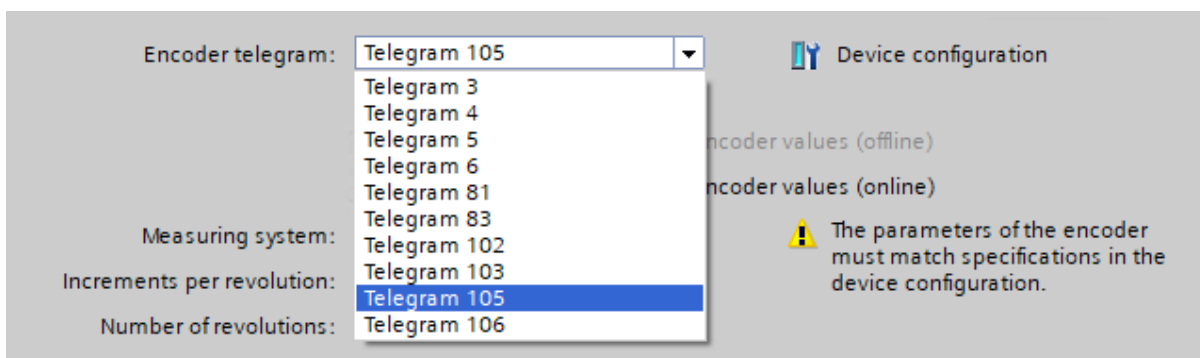 Encoder telegram: Telegram 105 Device configuration
Telegram 3
Telegram 4
Telegram 5
ncoder values (offline)
Telegram 6
Telegram 81
ncoder values (online)
Telegram 83
Measuring system: Telegram 102
The parameters of the encoder
must match specifications in the
device configuration.
Increments per revolution: Telegram 103
Telegram 105
Number of revolutions: Telegram 106